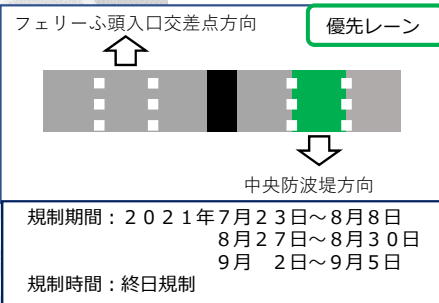 フェリーふ頭入口交差点方向
優先レーン
中央防波堤方向
規制期間：２０２１年７月２３日～８月８日
８月２７日～８月３０日
９月　２日～９月５日
規制時間：終日規制